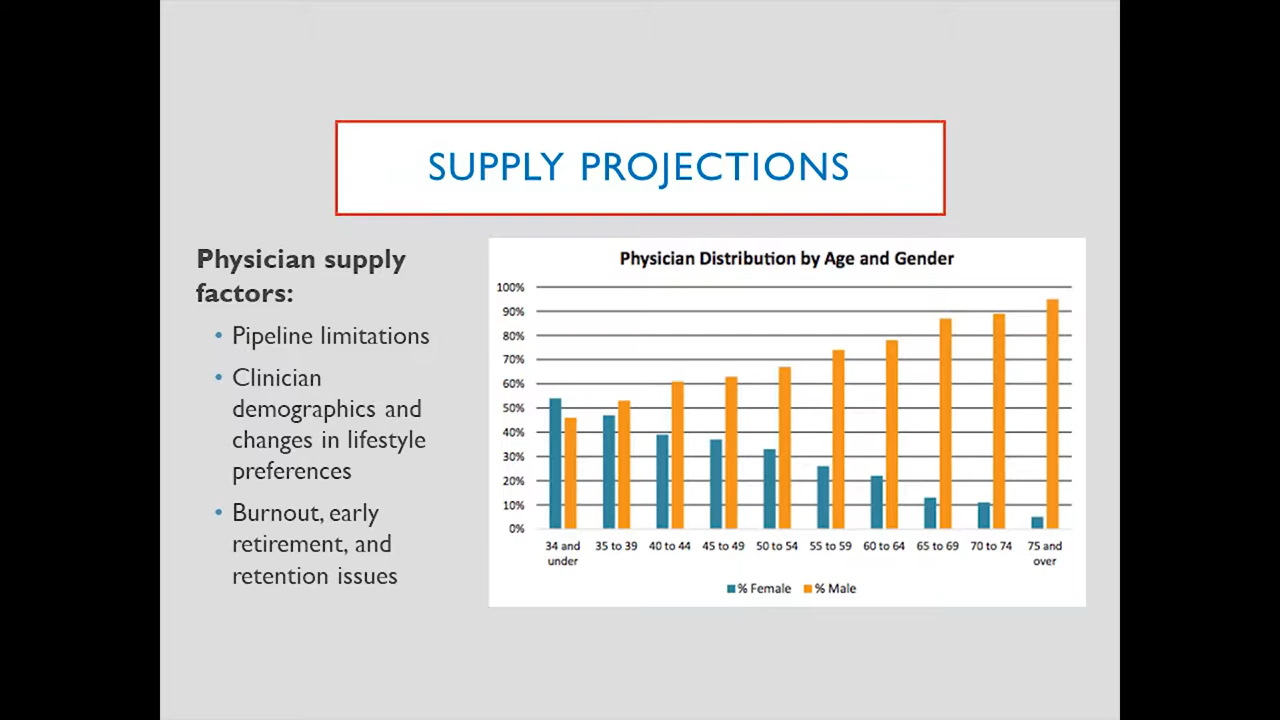 SUPPLY PROJECTIONS
Physician supply
factors:
• Pipeline limitations
• Clinician
demographics and
changes in lifestyle
preferences
• Burnout, early
retirement, and
retention issues
Physician Distribution by Age and Gender
100%
90%
80%
70%
60%
50%
40%
30%
20%
10%
0%
34 and 35 to 39 40 to 44 45 to 49 50 to 54 55 to 59 60 to 64 65 to 69 70 to 74 75 and
under over
% Female % Male